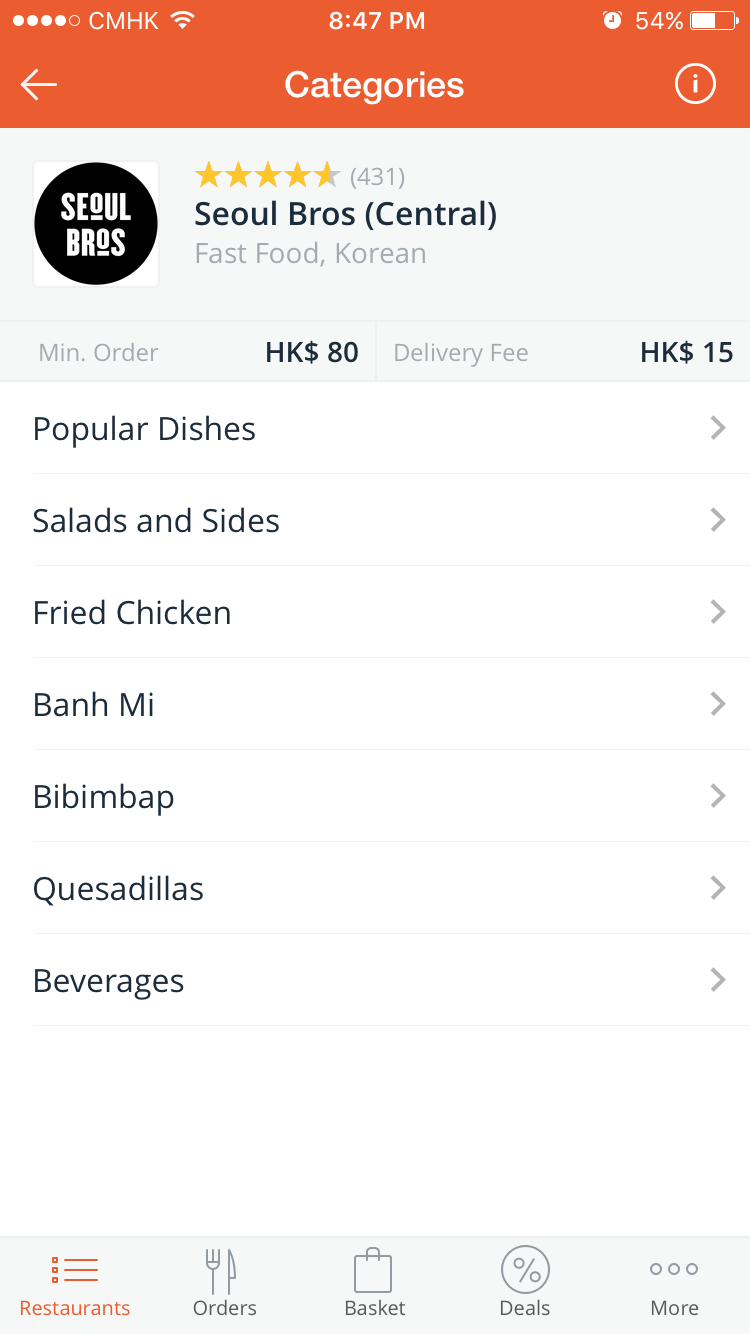 CMHK 8:47 PM 54%
Categories
(431)
SEOUL
BROS
Seoul Bros (Central)
Fast Food, Korean
Min. Order HK$ 80 Delivery Fee HK$ 15
Popular Dishes
Salads and Sides
Fried Chicken
Banh Mi
Bibimbap
Quesadillas
Beverages
Restaurants Orders Basket Deals More